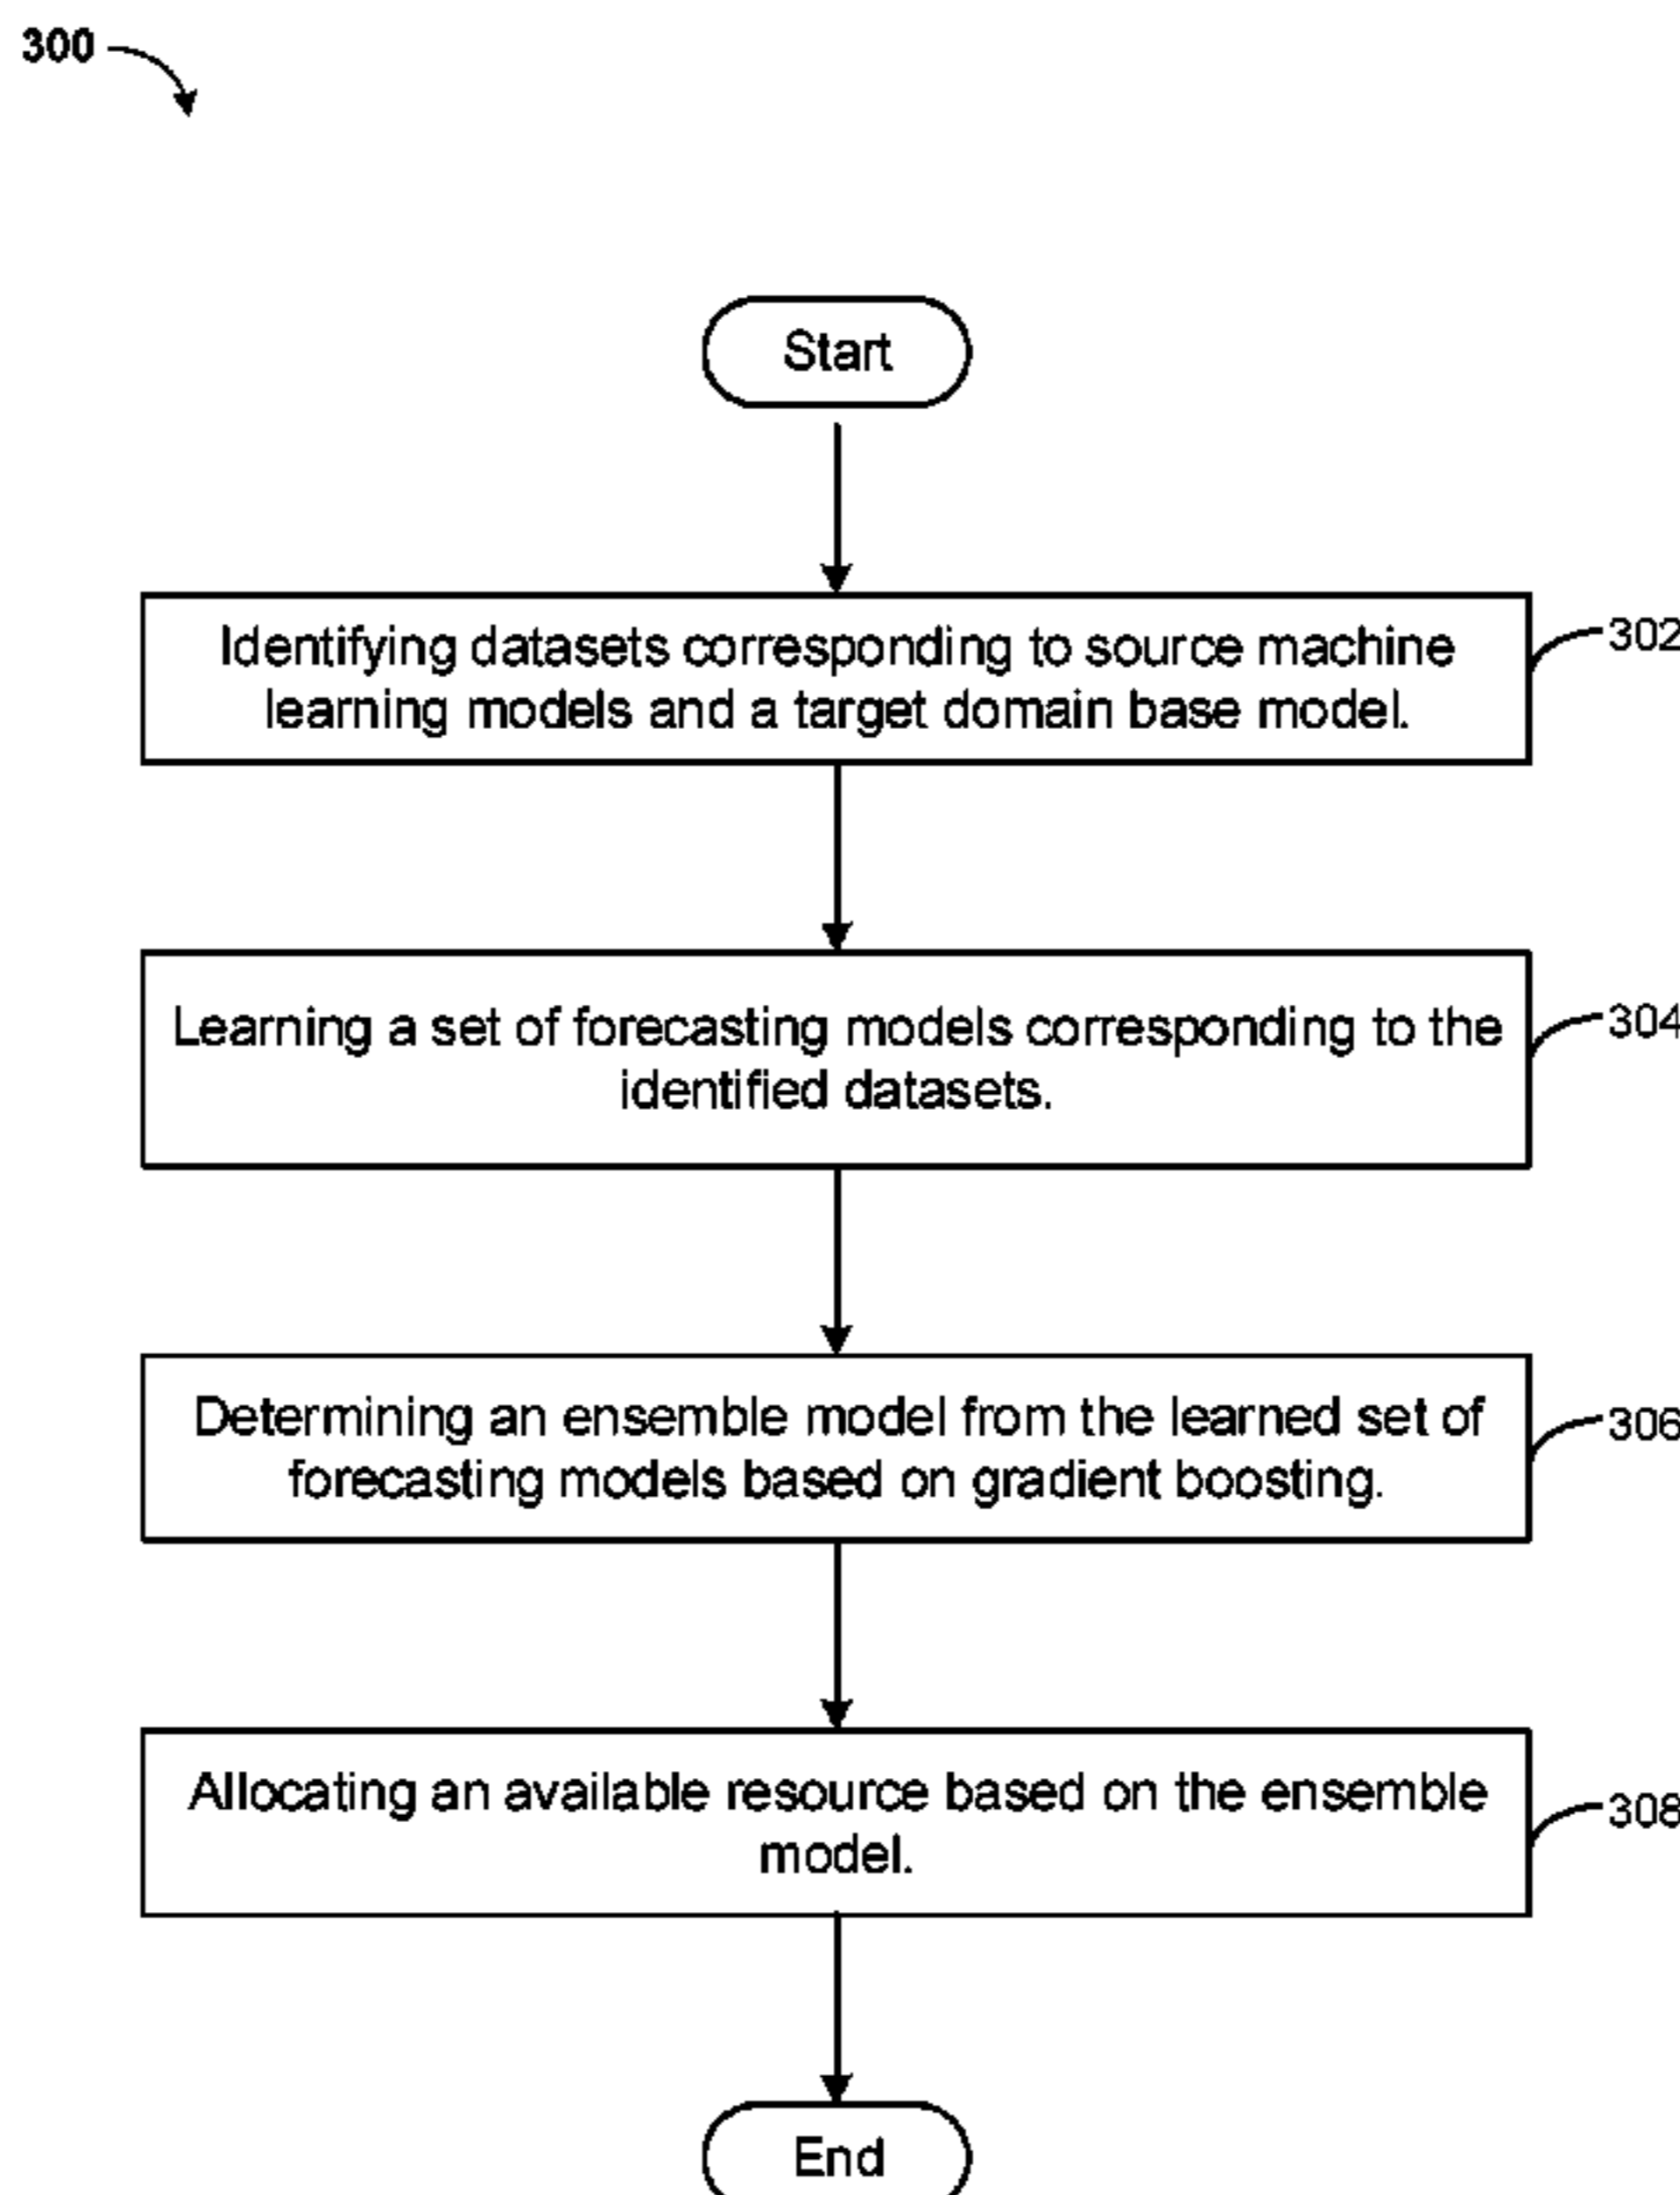 300
Start
Identifying datasets corresponding to source machine
learning models and a target domain base model.
302
Learning a set of forecasting models corresponding to the
identified datasets.
304
Determining an ensemble model from the learned set of
forecasting models based on gradient boosting.
306
Allocating an available resource based on the ensemble
model.
308
End